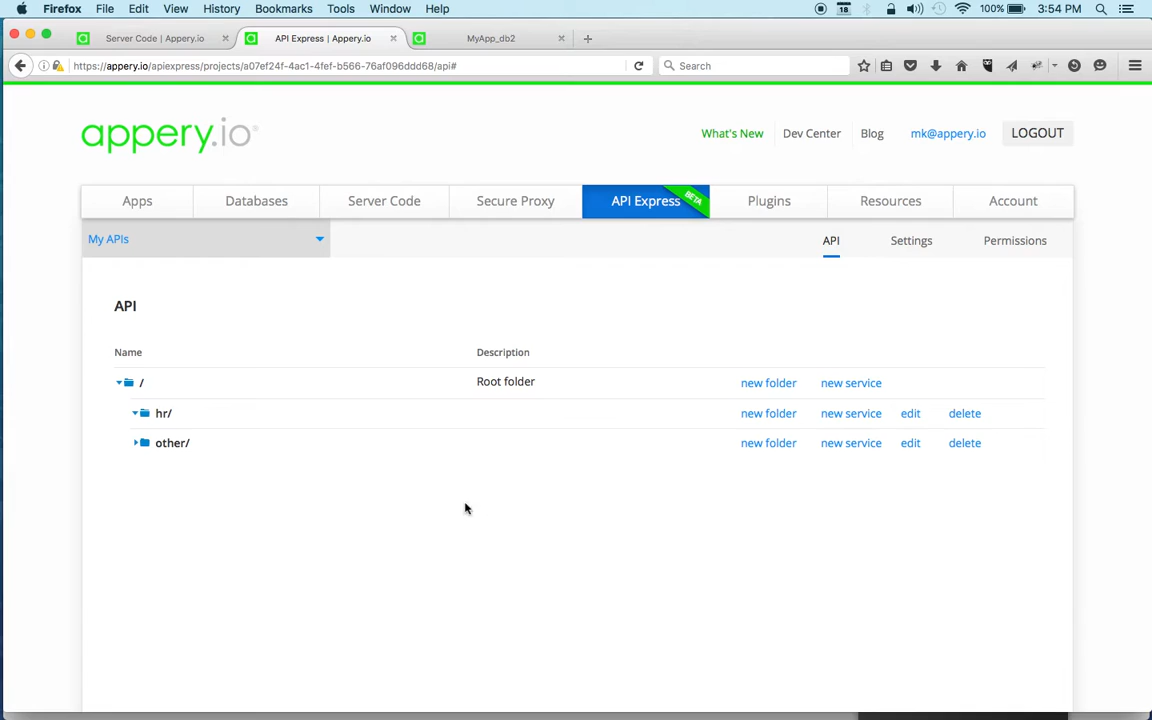 Firefox File Edit View History Bookmarks Tools Window Help 18 100% 3:54 PM
Server Code | Appery.io API Express | Appery.io MyApp_db2
https://appery.io/apiexpress/projects/a07ef24f-4ac1-4fef-b566-76af096ddd68/api# Search
appery.io What's New Dev Center Blog mk@appery.io LOGOUT
Apps Databases Server Code Secure Proxy API Express BETA Plugins Resources Account
My APIs API Settings Permissions
API
Name Description
/ Root folder new folder new service
hr/ new folder new service edit delete
other/ new folder new service edit delete